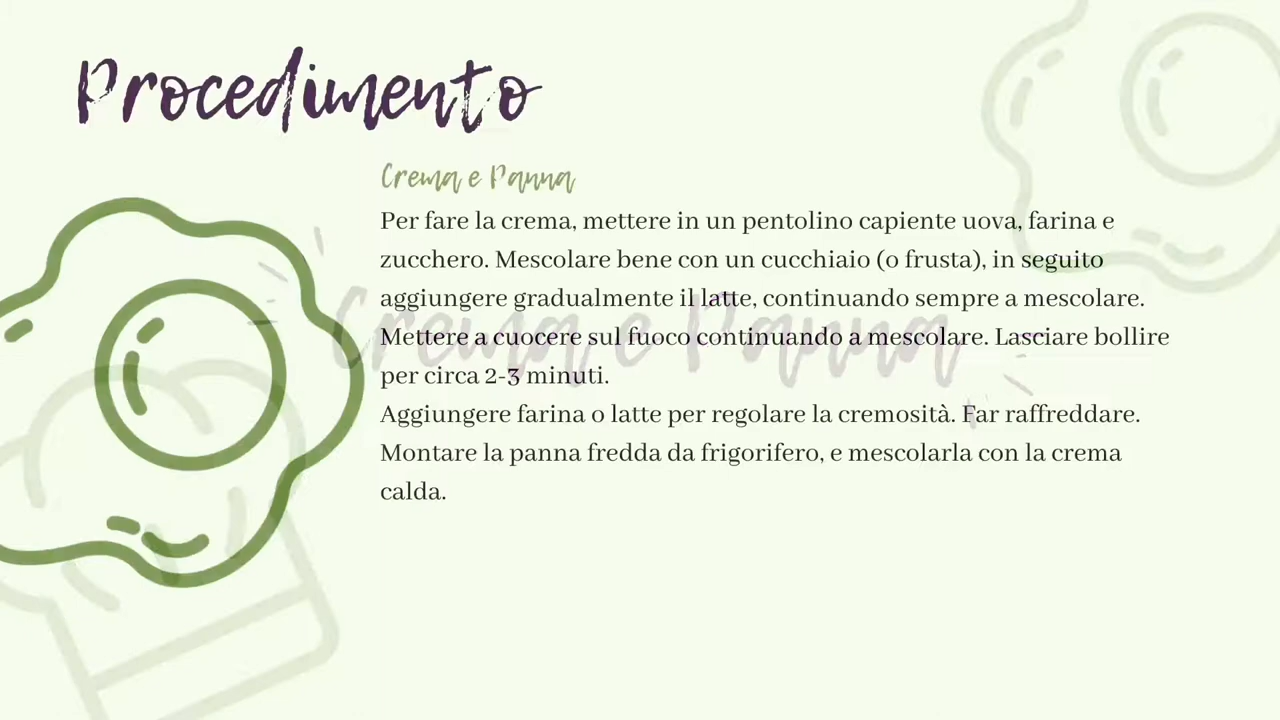 Procedimento
Crema e Panna
Per fare la crema, mettere in un pentolino capiente uova, farina e
zucchero. Mescolare bene con un cucchiaio (o frusta), in seguito
aggiungere gradualmente il latte, continuando sempre a mescolare.
Crema e Panna
Mettere a cuocere sul fuoco continuando a mescolare. Lasciare bollire
per circa 2-3 minuti.
Aggiungere farina o latte per regolare la cremosità. Far raffreddare.
Montare la panna fredda da frigorifero, e mescolarla con la crema
calda.